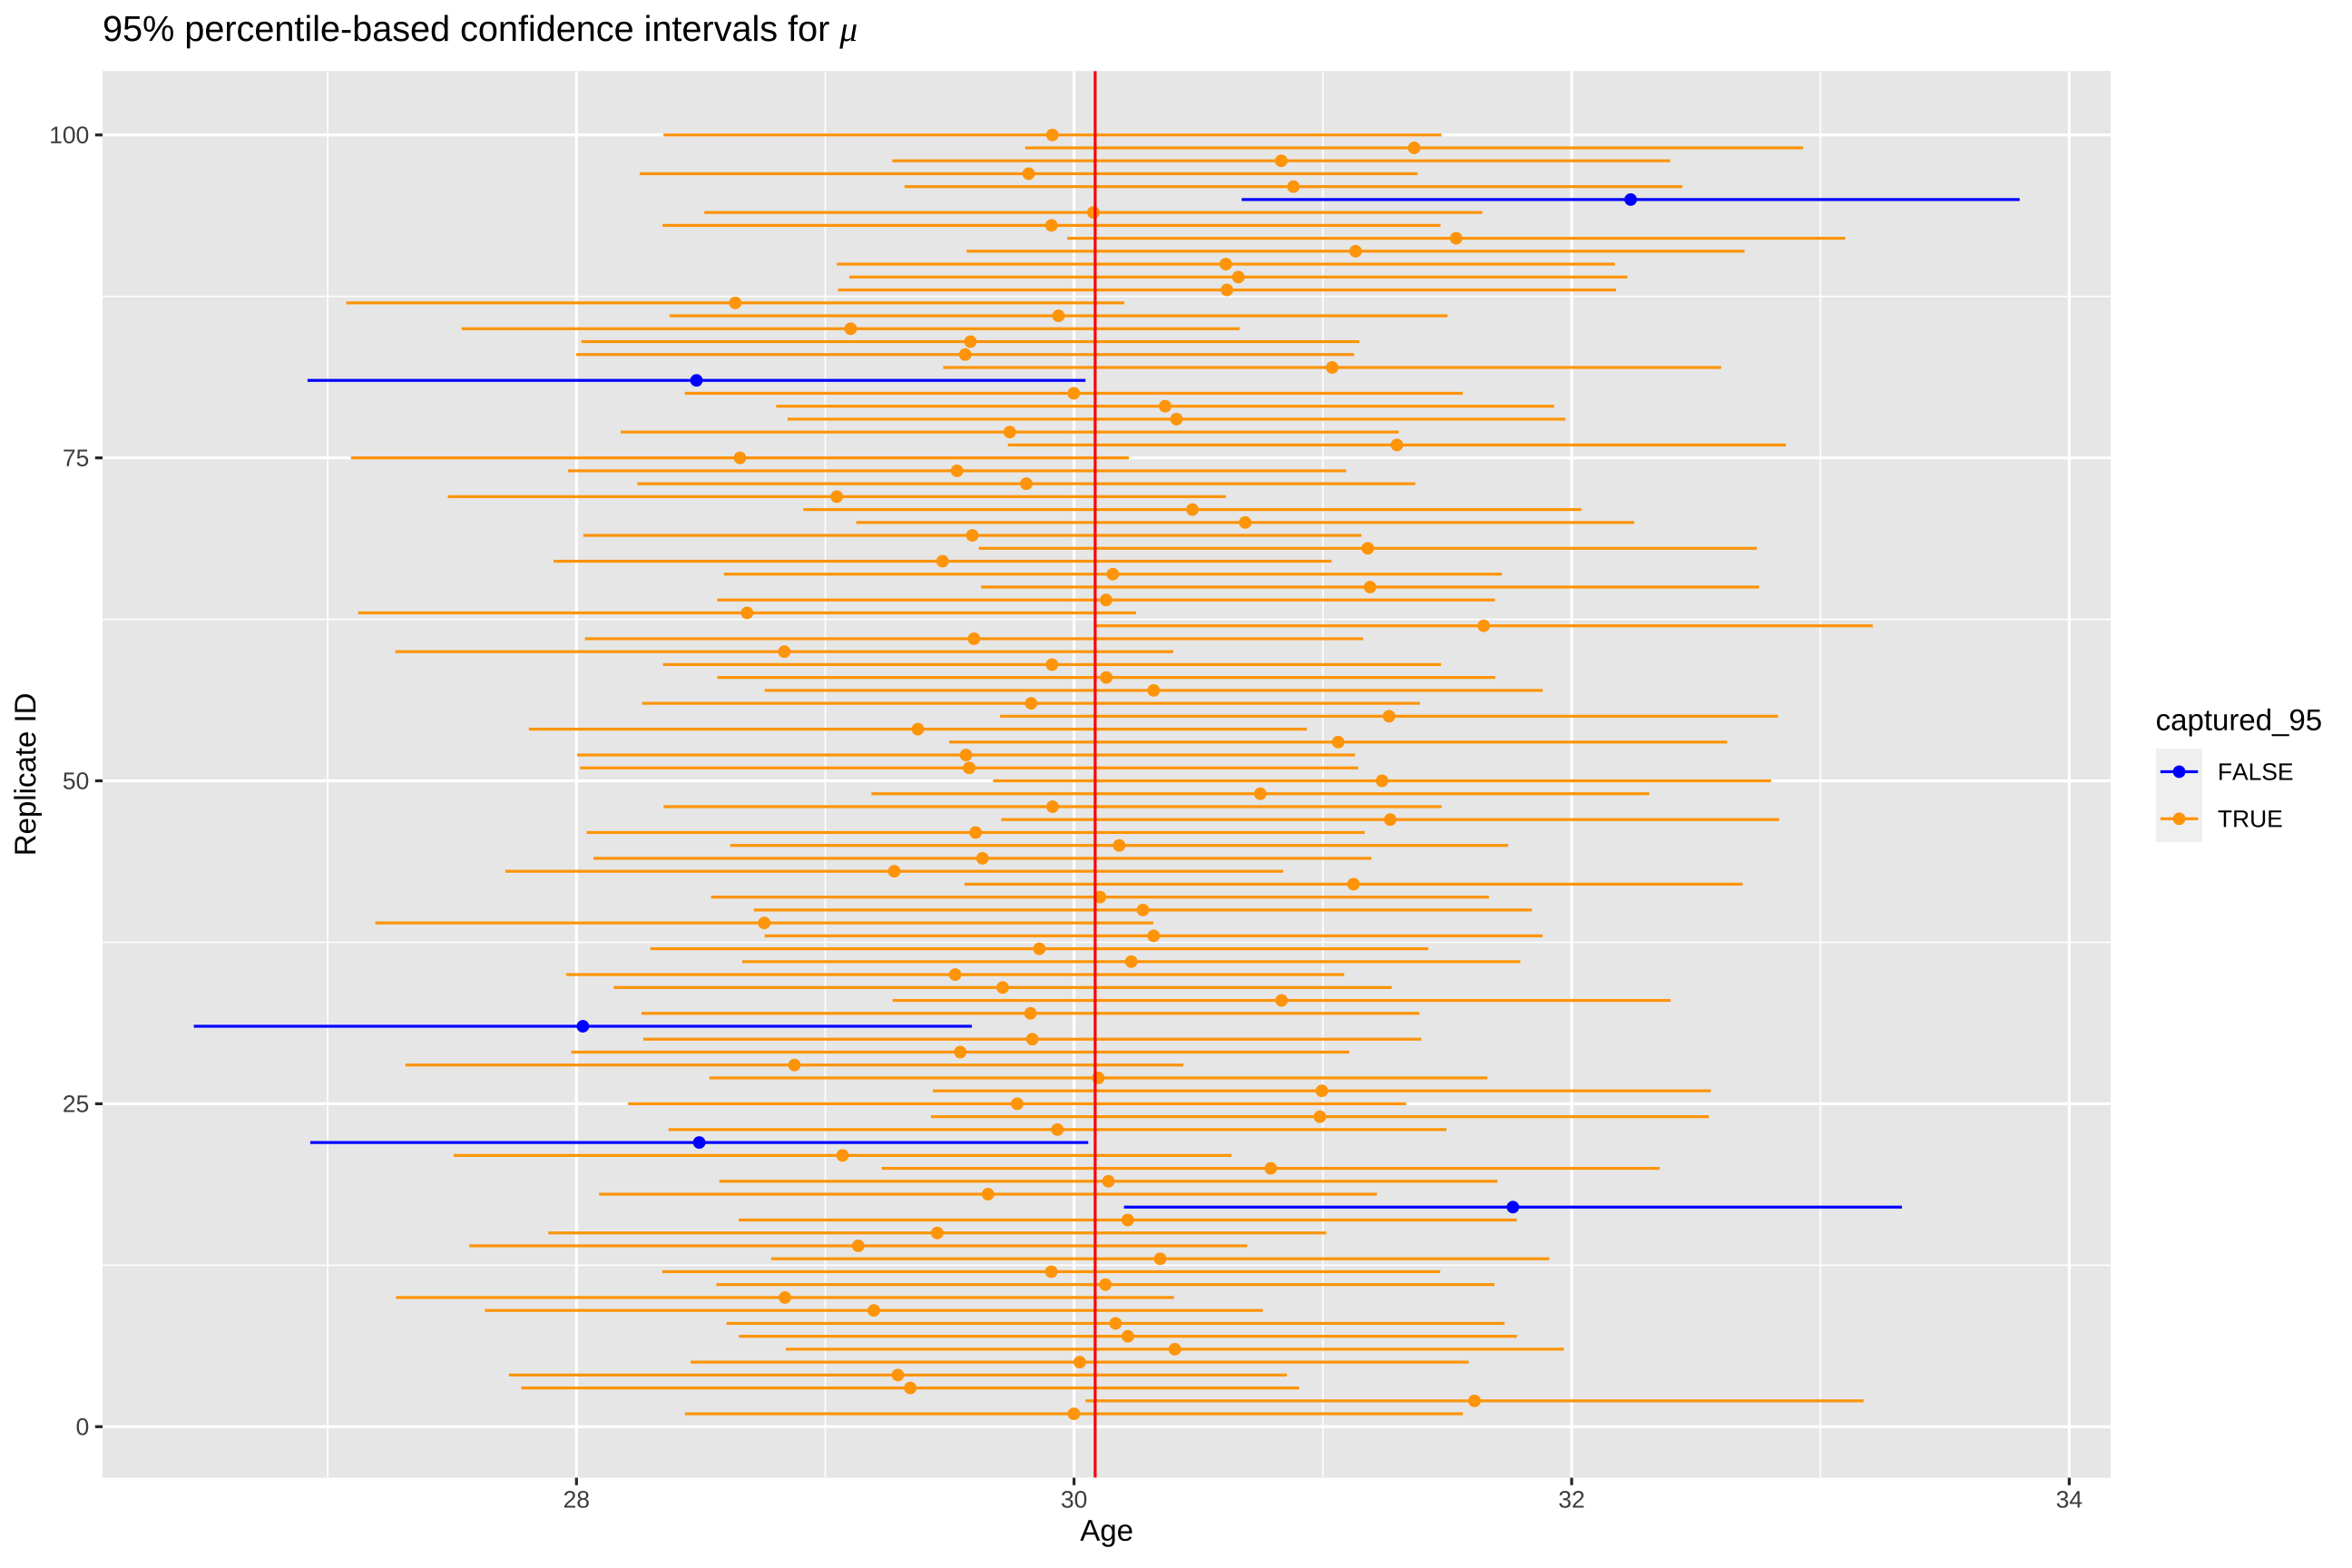 95% percentile-based confidence intervals for μ
100
75
50
25
0
Replicate ID
28 30 32 34
Age
captured_95
FALSE
TRUE